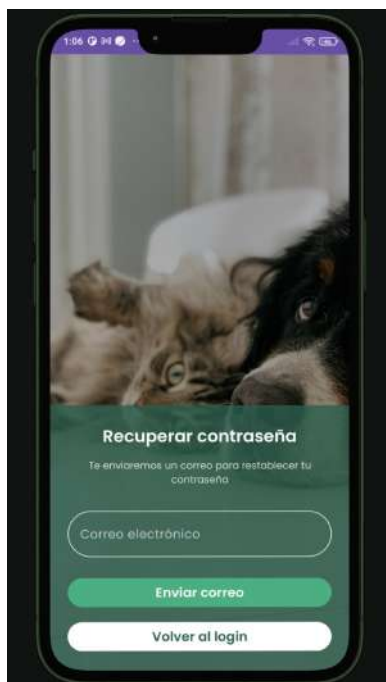 1:06
Recuperar contraseña
Te enviaremos un correo para restablecer tu
contraseña
Correo electrónico
Enviar correo
Volver al login